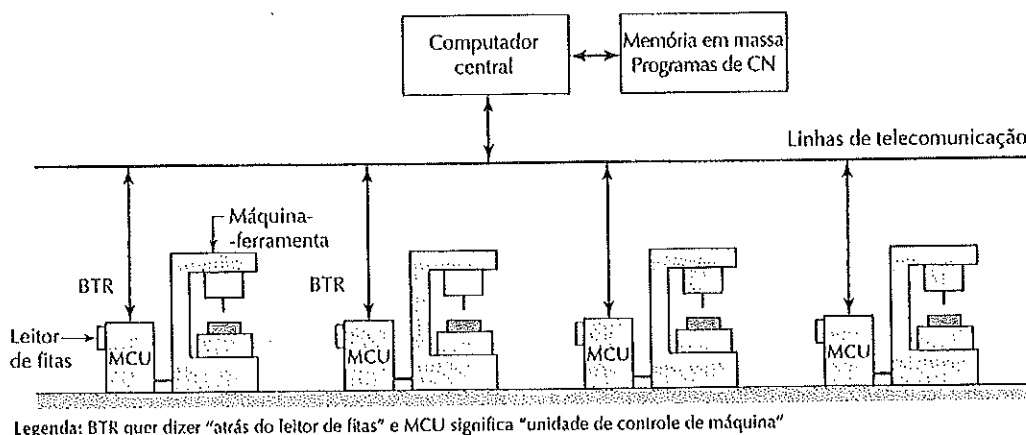 Computador
central
Memória em massa
Programas de CN
Linhas de telecomunicação
Máquina-
-ferramenta
BTR
BTR
Leitor
de fitas
MCU
MCU
MCU
MCU
Legenda: BTR quer dizer "atrás do leitor de fitas" e MCU significa "unidade de controle de máquina"